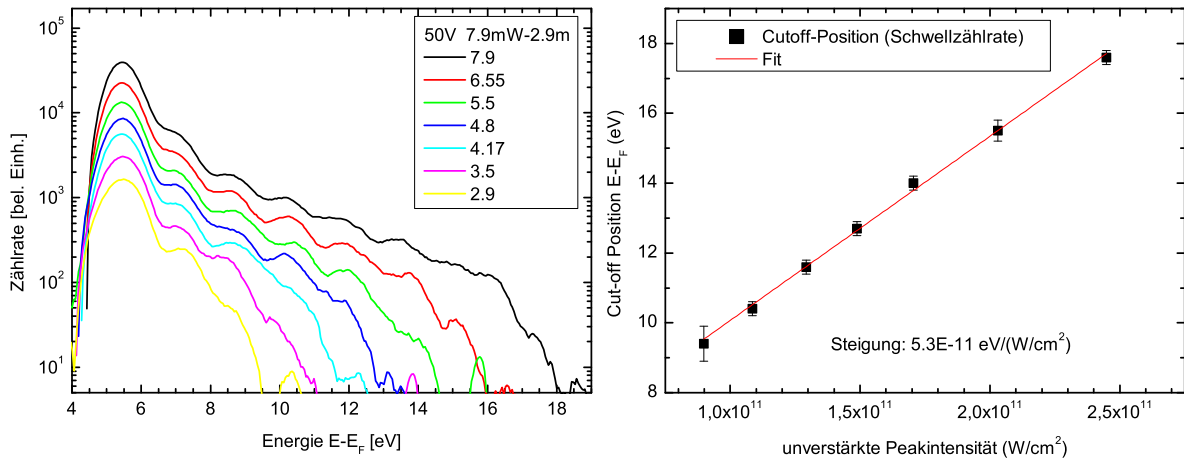 50V 7.9mW-2.9m
7.9
6.55
5.5
4.8
4.17
3.5
2.9
Zählrate [bel. Einh.]
10⁵
10⁴
10³
10²
10¹
4 6 8 10 12 14 16 18
Energie E-E_F [eV]
Cutoff-Position (Schwellzählrate)
Fit
Cut-off Position E-E_F (eV)
18
16
14
12
10
8
Steigung: 5.3E-11 eV/(W/cm²)
1,0x10¹¹ 1,5x10¹¹ 2,0x10¹¹ 2,5x10¹¹
unverstärkte Peakintensität (W/cm²)